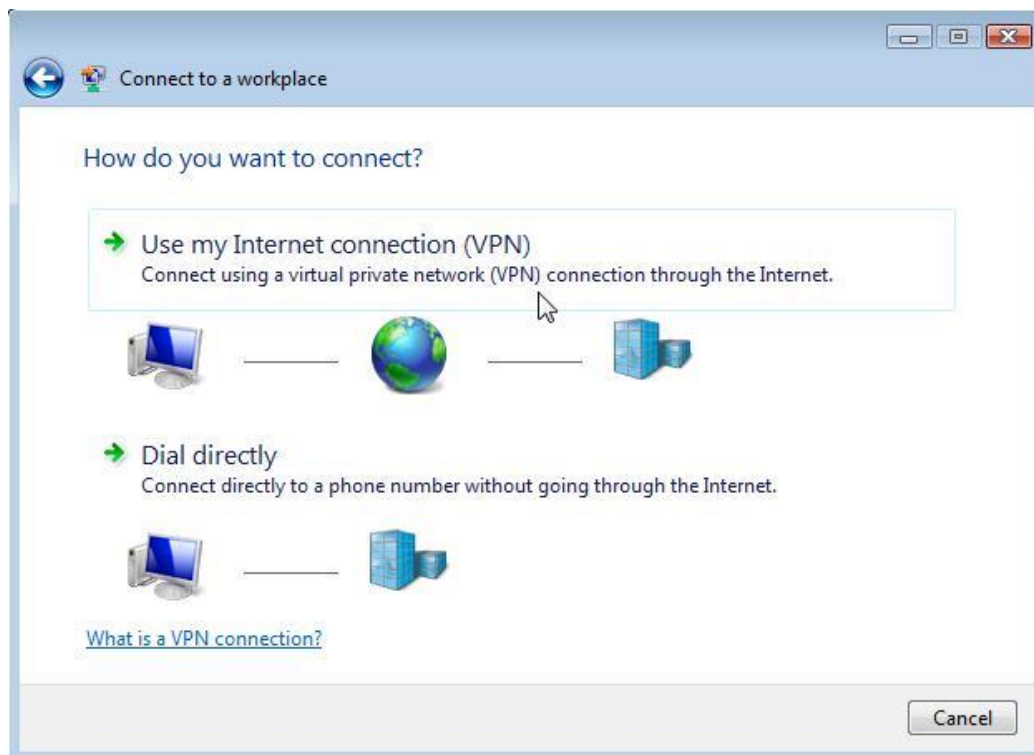 Connect to a workplace
How do you want to connect?
Use my Internet connection (VPN)
Connect using a virtual private network (VPN) connection through the Internet.
Dial directly
Connect directly to a phone number without going through the Internet.
What is a VPN connection?
Cancel